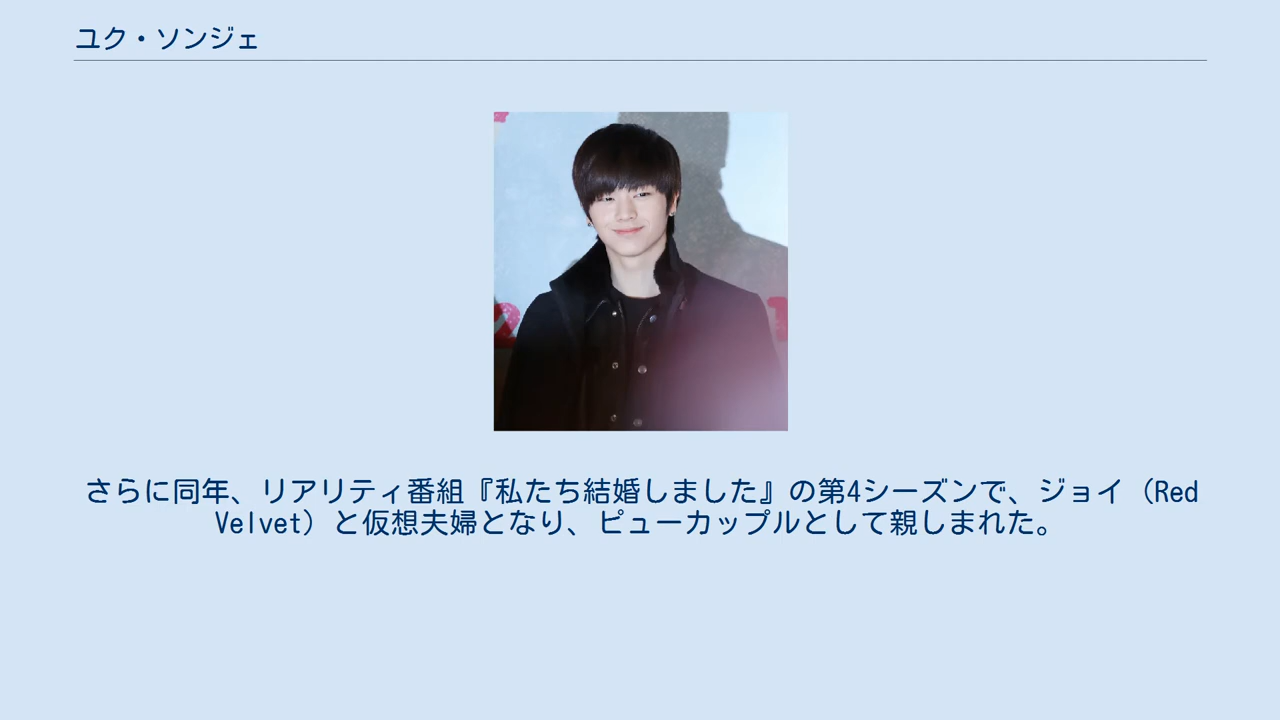 ユク・ソンジェ
さらに同年、リアリティ番組『私たち結婚しました』の第4シーズンで、ジョイ（Red
Velvet）と仮想夫婦となり、ピューカップルとして親しまれた。